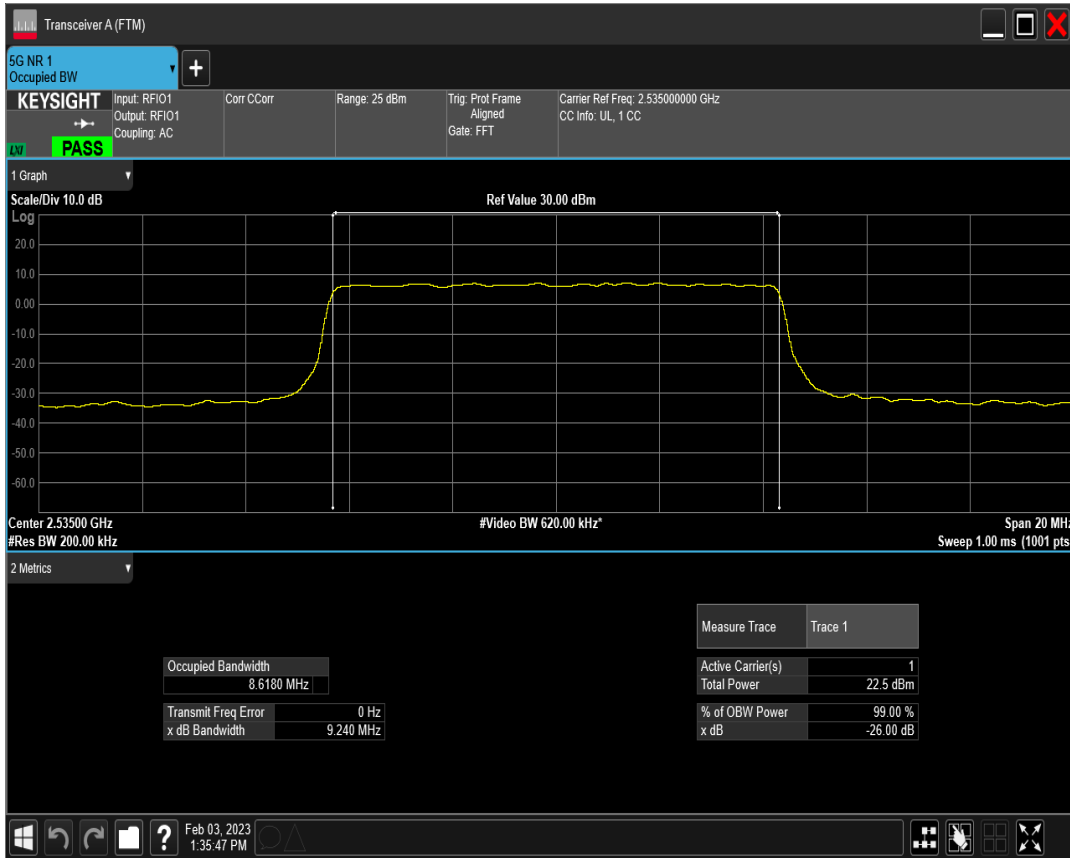 Transceiver A (FTM)
5G NR 1
Occupied BW
+
KEYSIGHT
LXI
PASS
Input: RFIO1
Output: RFIO1
Coupling: AC
Corr CCorr
Range: 25 dBm
Trig: Prot Frame
Aligned
Gate: FFT
Carrier Ref Freq: 2.535000000 GHz
CC Info: UL, 1 CC
1 Graph
Scale/Div 10.0 dB
Ref Value 30.00 dBm
Log
20.0
10.0
0.00
-10.0
-20.0
-30.0
-40.0
-50.0
-60.0
Center 2.53500 GHz
#Video BW 620.00 kHz*
Span 20 MHz
#Res BW 200.00 kHz
Sweep 1.00 ms (1001 pts
2 Metrics
Measure Trace Trace 1
Occupied Bandwidth
8.6180 MHz
Active Carrier(s) 1
Total Power 22.5 dBm
Transmit Freq Error 0 Hz
x dB Bandwidth 9.240 MHz
% of OBW Power 99.00 %
x dB -26.00 dB
?
Feb 03, 2023
1:35:47 PM